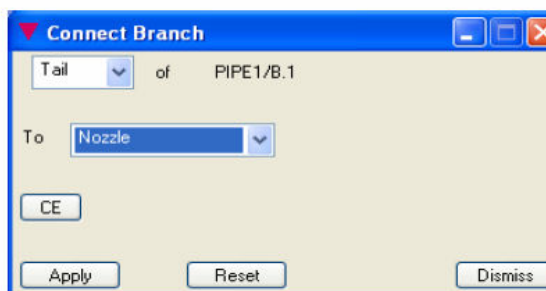 Connect Branch
Tail of PIPE1/B.1
To Nozzle
CE
Apply Reset Dismiss